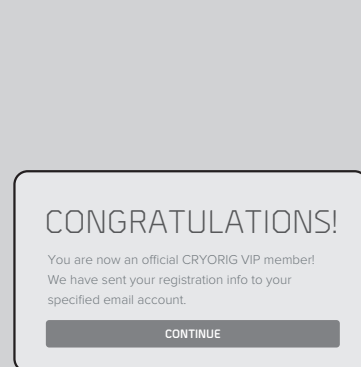 CONGRATULATIONS!
You are now an official CRYORIG VIP member!
We have sent your registration info to your
specified email account.
CONTINUE